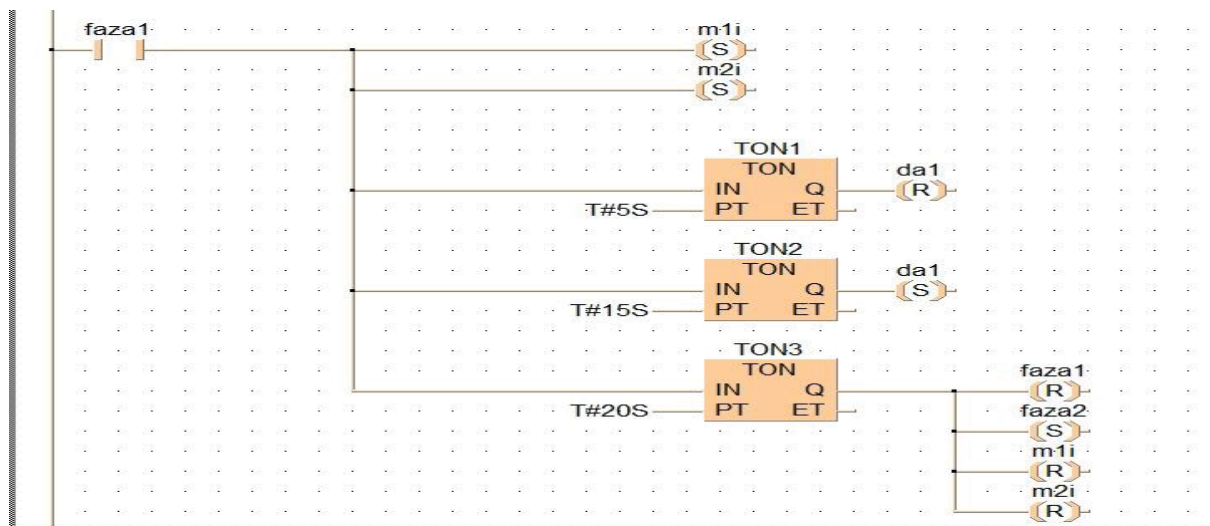 faza1 m1i
(S)
m2i
(S)
TON1
TON da1
IN Q (R)
T#5S PT ET
TON2
TON da1
IN Q (S)
T#15S PT ET
TON3
TON faza1
IN Q (R)
T#20S PT ET faza2
(S)
m1i
(R)
m2i
(R)